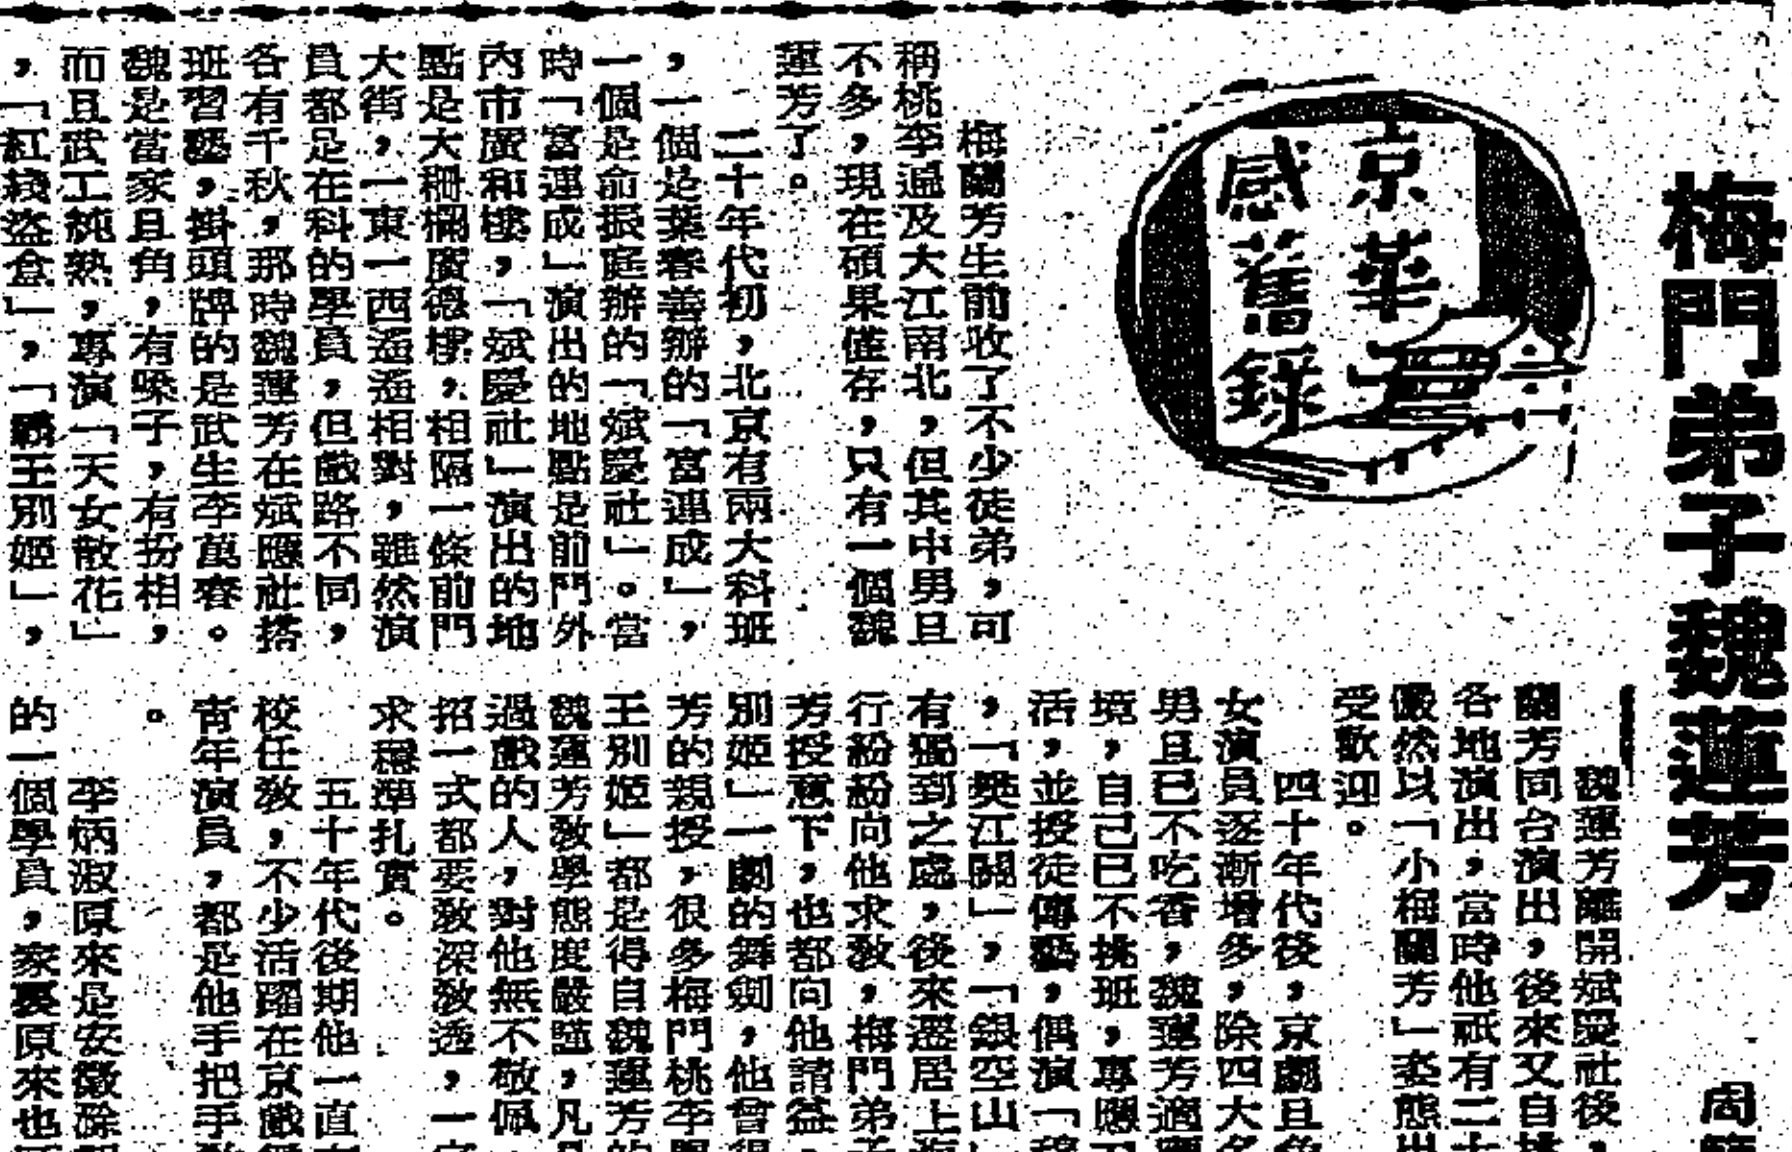 梅門弟子魏蓮芳
周
京華
感舊錄
梅蘭芳生前收了不少徒弟，可
稱桃李遍及大江南北，但其中男旦
不多，現在碩果僅存，只有一個魏
蓮芳了。
二十年代初，北京有兩大科班
，一個是葉春善辦的「富連成」，
一個是俞振庭辦的「斌慶社」。當
時「富連成」演出的地點是前門外
內市廣和樓，「斌慶社」演出的地
點是大柵欄廣德樓，相隔一條前門
大街，一東一西遙遙相對，雖然演
員都是在科的學員，但戲路不同，
各有千秋，那時魏蓮芳在斌慶社搭
班習藝，掛頭牌的是武生李萬春。
魏是當家旦角，有嗓子，有扮相，
而且武工純熟，專演「天女散花」
，「紅綫盜盒」，「霸王別姬」，
魏蓮芳離開斌慶社後，
蘭芳同台演出，後來又自挑
各地演出，當時他祇有二十
儼然以「小梅蘭芳」姿態出
受歡迎。
四十年代後，京劇旦角
女演員逐漸增多，除四大名
男旦已不吃香，魏蓮芳適應
境，自己已不挑班，專應
活，並授徒傳藝，偶演「穆
，「樊江關」，「銀空山」
有獨到之處，後來遷居上海
行紛紛向他求教，梅門弟子
芳授意下，也都向他請益，
別姬」一劇的舞劍，他曾得
芳的親授，很多梅門桃李
王別姬」都是得自魏蓮芳的
魏蓮芳教學態度嚴謹，凡是
過戲的人，對他無不敬佩，
招一式都要教深教透，一定
求穩準扎實。
五十年代後期他一直在
校任教，不少活躍在京戲舞
青年演員，都是他手把手教
。
李炳淑原來是安徽
的一個學員，家裏原來也